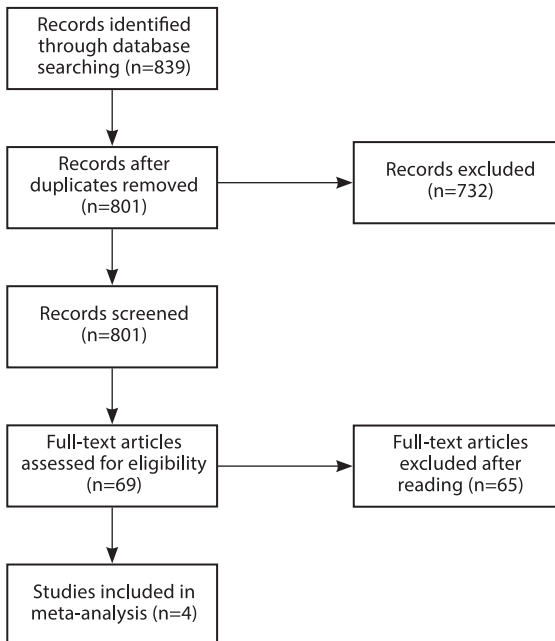 Records identified
through database
searching (n=839)
Records after
duplicates removed
(n=801)
Records excluded
(n=732)
Records screened
(n=801)
Full-text articles
assessed for eligibility
(n=69)
Full-text articles
excluded after
reading (n=65)
Studies included in
meta-analysis (n=4)